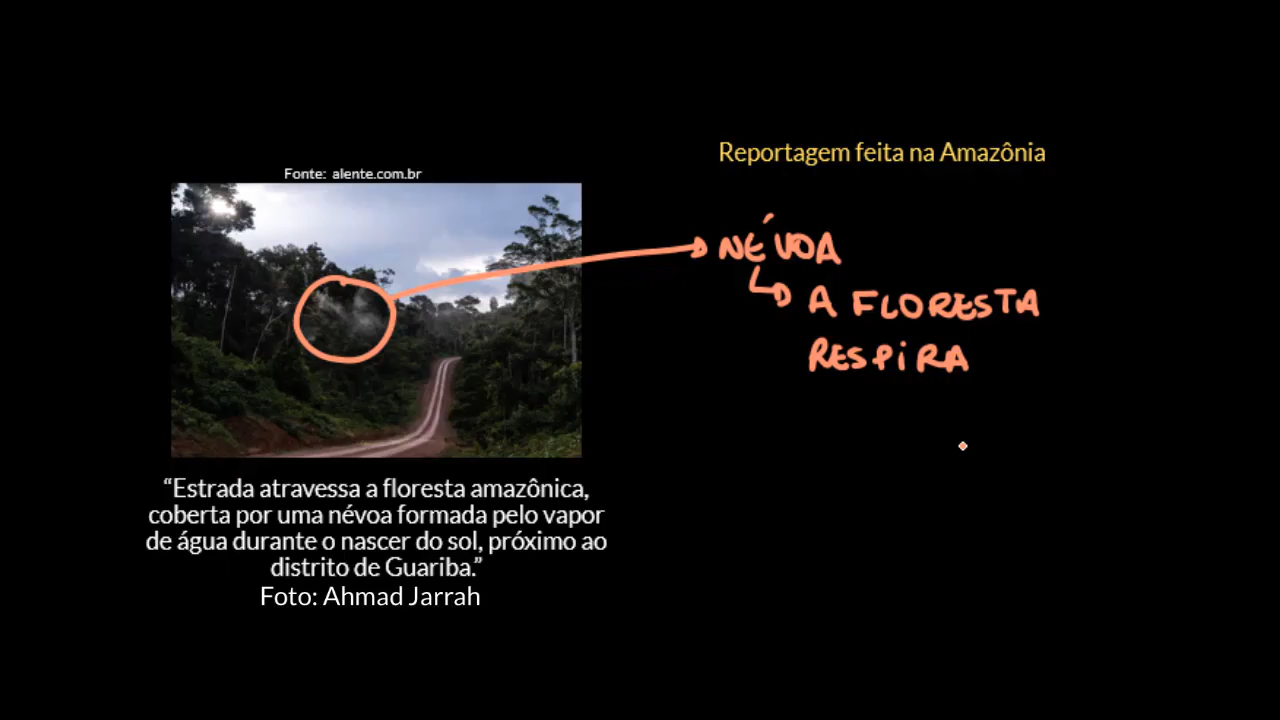 Reportagem feita na Amazônia
Fonte: alente.com.br
NÉVOA
A FLORESTA
RESPIRA
“Estrada atravessa a floresta amazônica,
coberta por uma névoa formada pelo vapor
de água durante o nascer do sol, próximo ao
distrito de Guariba.”
Foto: Ahmad Jarrah